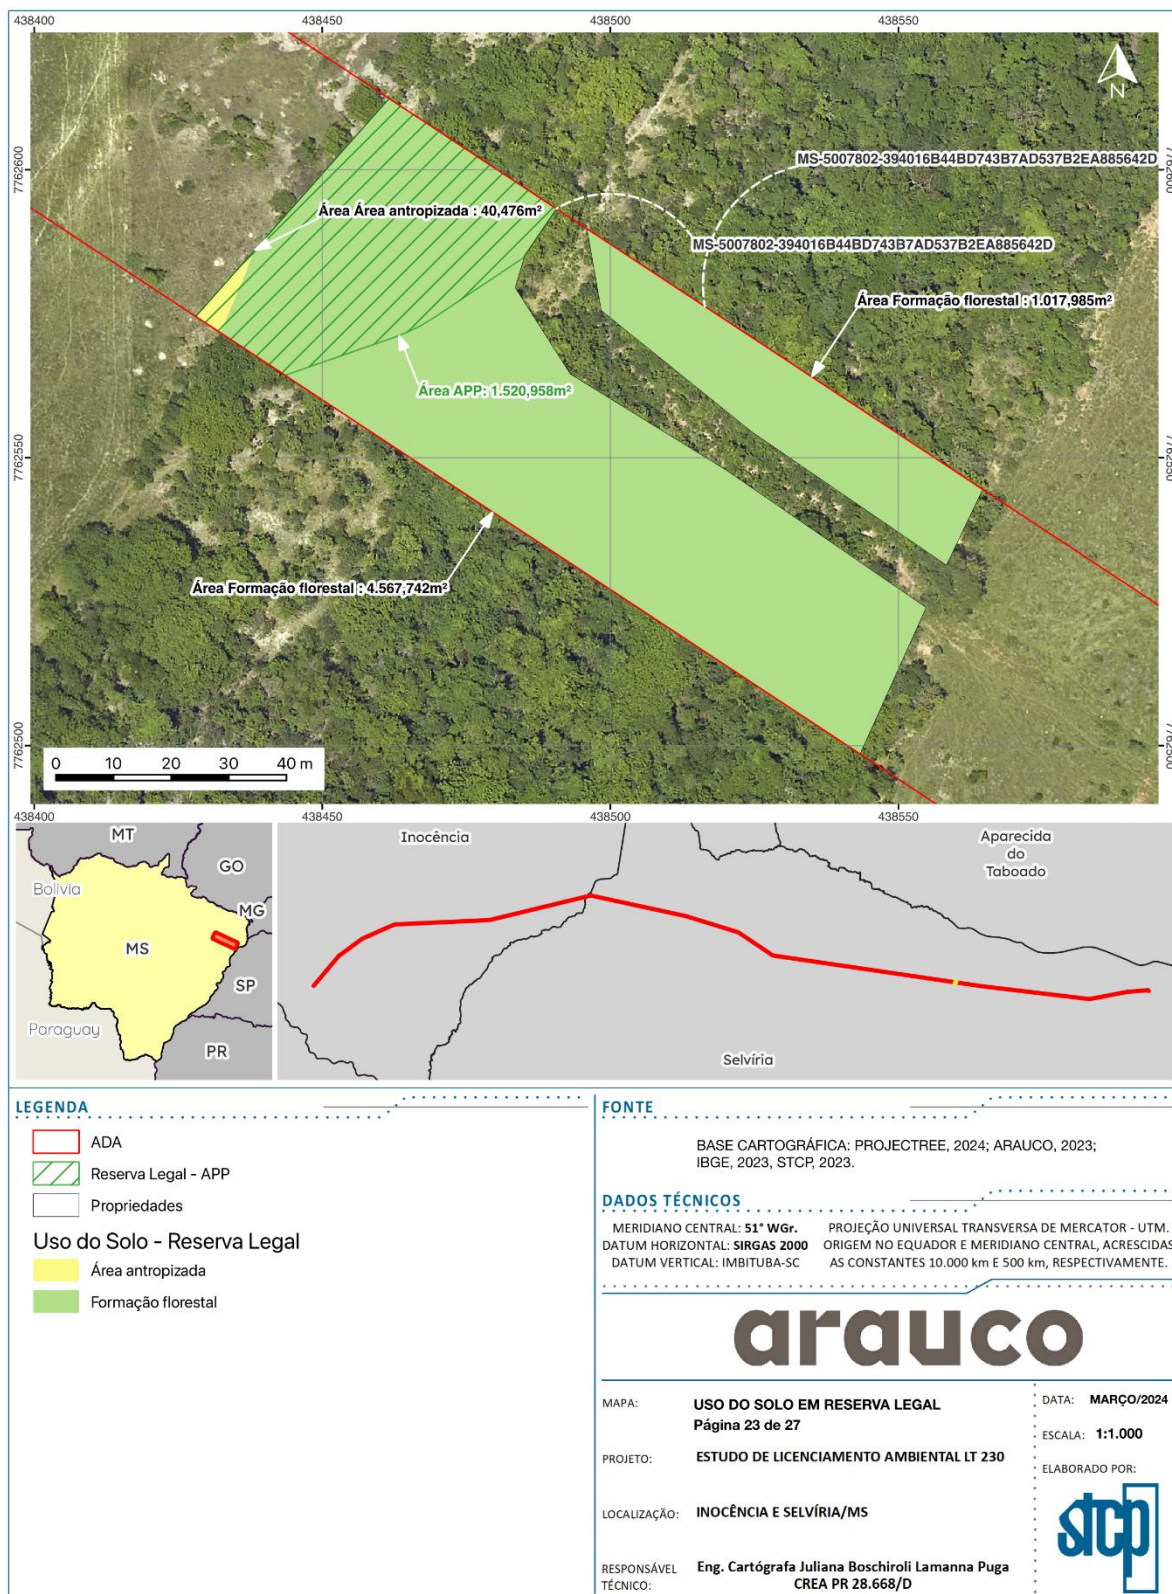 438400 438450 438500 438550
N
7762600
7762600
MS-5007802-394016B44BD743B7AD537B2EA885642D
Área Área antropizada : 40,476m²
MS-5007802-394016B44BD743B7AD537B2EA885642D
Área Formação florestal : 1.017,985m²
Área APP: 1.520,958m²
7762550
7762550
Área Formação florestal : 4.567,742m²
7762500
7762500
0 10 20 30 40 m
438400 438450 438500 438550
MT
GO
Bolivia
MG
MS
SP
Paraguay
PR
Inocência
Aparecida
do
Taboado
Selvíria
LEGENDA
ADA
Reserva Legal - APP
Propriedades
Uso do Solo - Reserva Legal
Área antropizada
Formação florestal
FONTE
BASE CARTOGRÁFICA: PROJECTREE, 2024; ARAUCO, 2023;
IBGE, 2023, STCP, 2023.
DADOS TÉCNICOS
MERIDIANO CENTRAL: 51° WGr.
DATUM HORIZONTAL: SIRGAS 2000
DATUM VERTICAL: IMBITUBA-SC
PROJEÇÃO UNIVERSAL TRANSVERSA DE MERCATOR - UTM.
ORIGEM NO EQUADOR E MERIDIANO CENTRAL, ACRESCIDAS
AS CONSTANTES 10.000 km E 500 km, RESPECTIVAMENTE.
arauco
MAPA: USO DO SOLO EM RESERVA LEGAL
Página 23 de 27
PROJETO: ESTUDO DE LICENCIAMENTO AMBIENTAL LT 230
LOCALIZAÇÃO: INOCÊNCIA E SELVÍRIA/MS
RESPONSÁVEL
TÉCNICO:
Eng. Cartógrafa Juliana Boschiroli Lamanna Puga
CREA PR 28.668/D
DATA: MARÇO/2024
ESCALA: 1:1.000
ELABORADO POR:
stcp